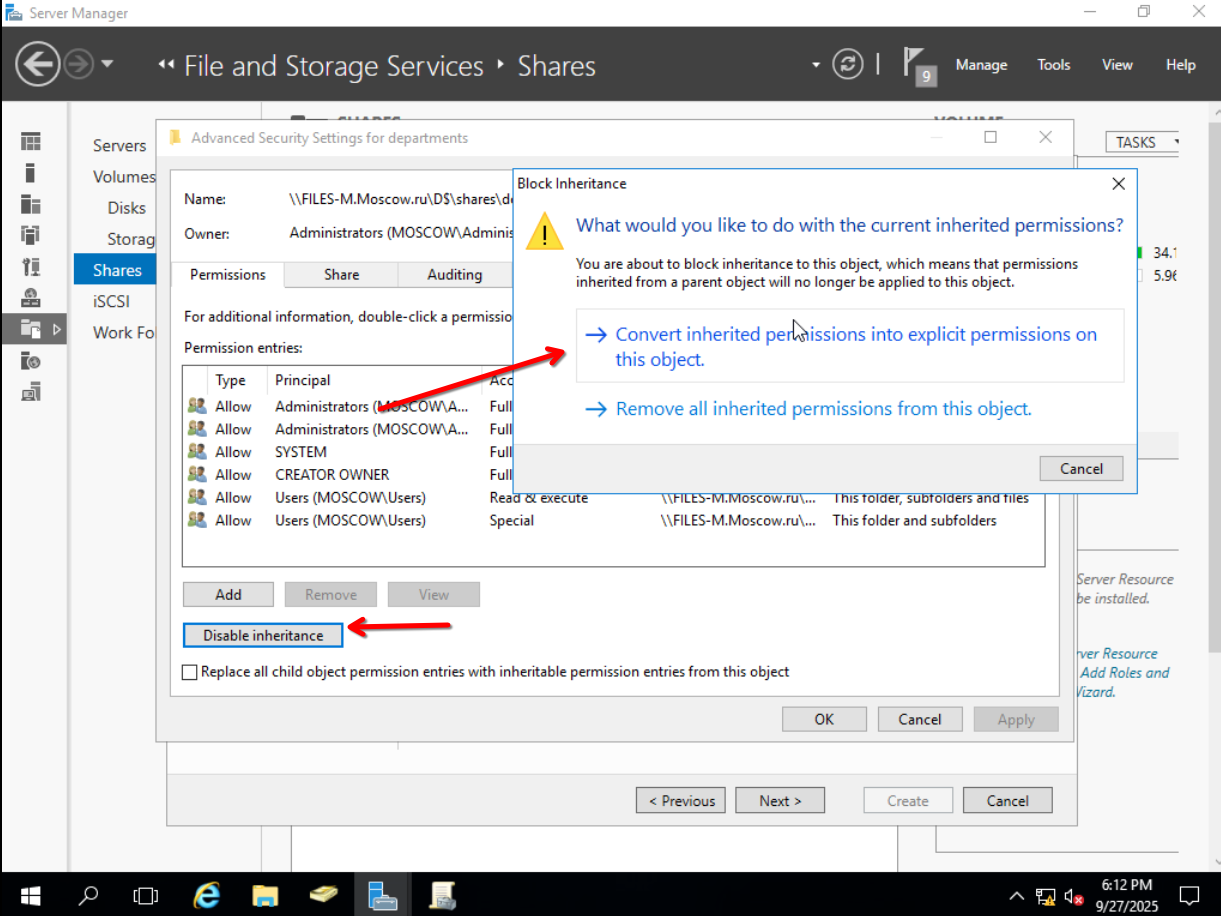 Server Manager
File and Storage Services
Shares
9
Manage
Tools
View
Help
SHARES
VOLUME
TASKS
Servers
Volumes
Disks
Storag
Shares
iSCSI
Work Fo
34.1
5.96
Advanced Security Settings for departments
Name:
\\FILES-M.Moscow.ru\D$\shares\de
Owner:
Administrators (MOSCOW\Adminis
Permissions
Share
Auditing
For additional information, double-click a permissio
Permission entries:
Type Principal Acc
Allow Administrators (MOSCOW\A... Full
Allow Administrators (MOSCOW\A... Full
Allow SYSTEM Full
Allow CREATOR OWNER Full
Allow Users (MOSCOW\Users) Read & execute \\FILES-M.Moscow.ru\... This folder, subfolders and files
Allow Users (MOSCOW\Users) Special \\FILES-M.Moscow.ru\... This folder and subfolders
Add
Remove
View
Disable inheritance
Replace all child object permission entries with inheritable permission entries from this object
OK
Cancel
Apply
Block Inheritance
What would you like to do with the current inherited permissions?
You are about to block inheritance to this object, which means that permissions
inherited from a parent object will no longer be applied to this object.
Convert inherited permissions into explicit permissions on
this object.
Remove all inherited permissions from this object.
Cancel
Server Resource
be installed.
rver Resource
Add Roles and
Vizard.
< Previous
Next >
Create
Cancel
6:12 PM
9/27/2025